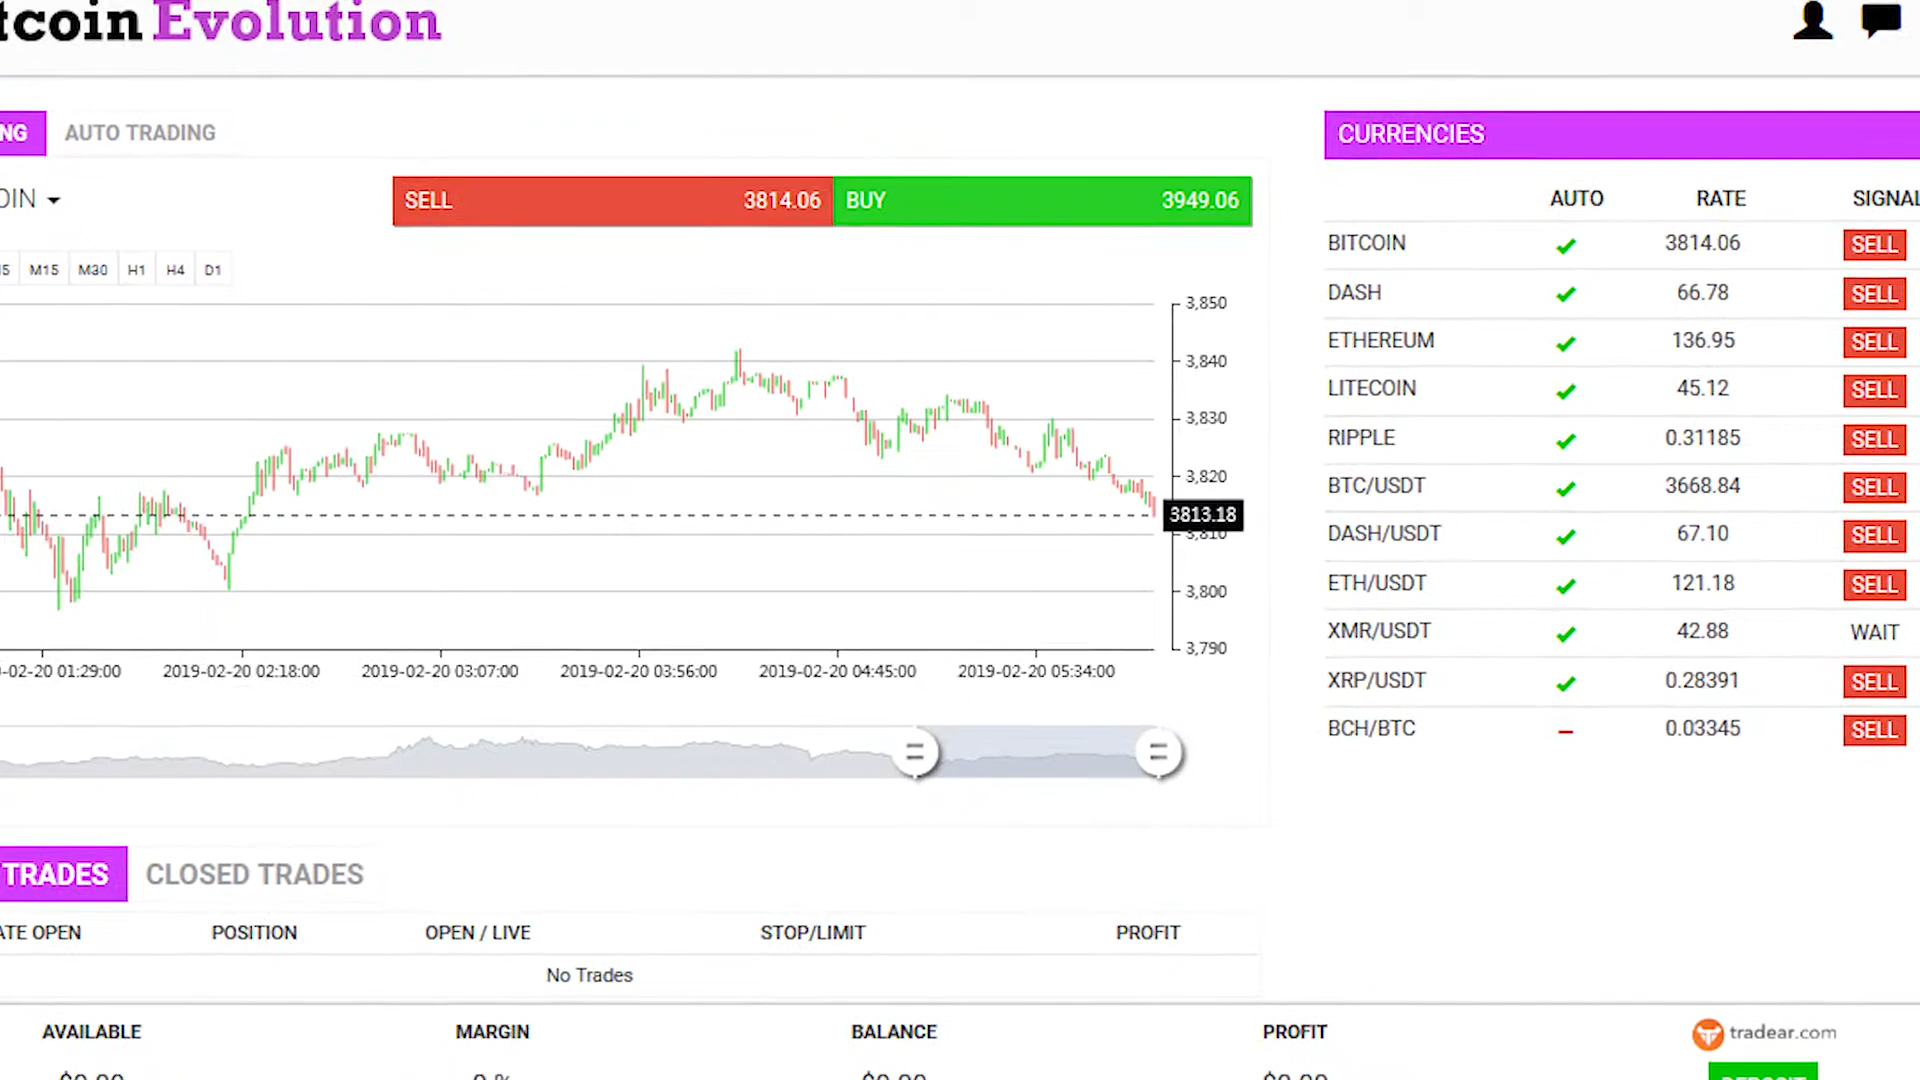 tcoin Evolution
NG AUTO TRADING
OIN
SELL 3814.06 BUY 3949.06
M15 M30 H1 H4 D1
3,850
3,840
3,830
3,820
3813.18
3,810
3,800
3,790
-02-20 01:29:00 2019-02-20 02:18:00 2019-02-20 03:07:00 2019-02-20 03:56:00 2019-02-20 04:45:00 2019-02-20 05:34:00
TRADES CLOSED TRADES
ATE OPEN POSITION OPEN / LIVE STOP/LIMIT PROFIT
No Trades
CURRENCIES
AUTO RATE SIGNAL
BITCOIN 3814.06 SELL
DASH 66.78 SELL
ETHEREUM 136.95 SELL
LITECOIN 45.12 SELL
RIPPLE 0.31185 SELL
BTC/USDT 3668.84 SELL
DASH/USDT 67.10 SELL
ETH/USDT 121.18 SELL
XMR/USDT 42.88 WAIT
XRP/USDT 0.28391 SELL
BCH/BTC 0.03345 SELL
AVAILABLE MARGIN BALANCE PROFIT tradear.com